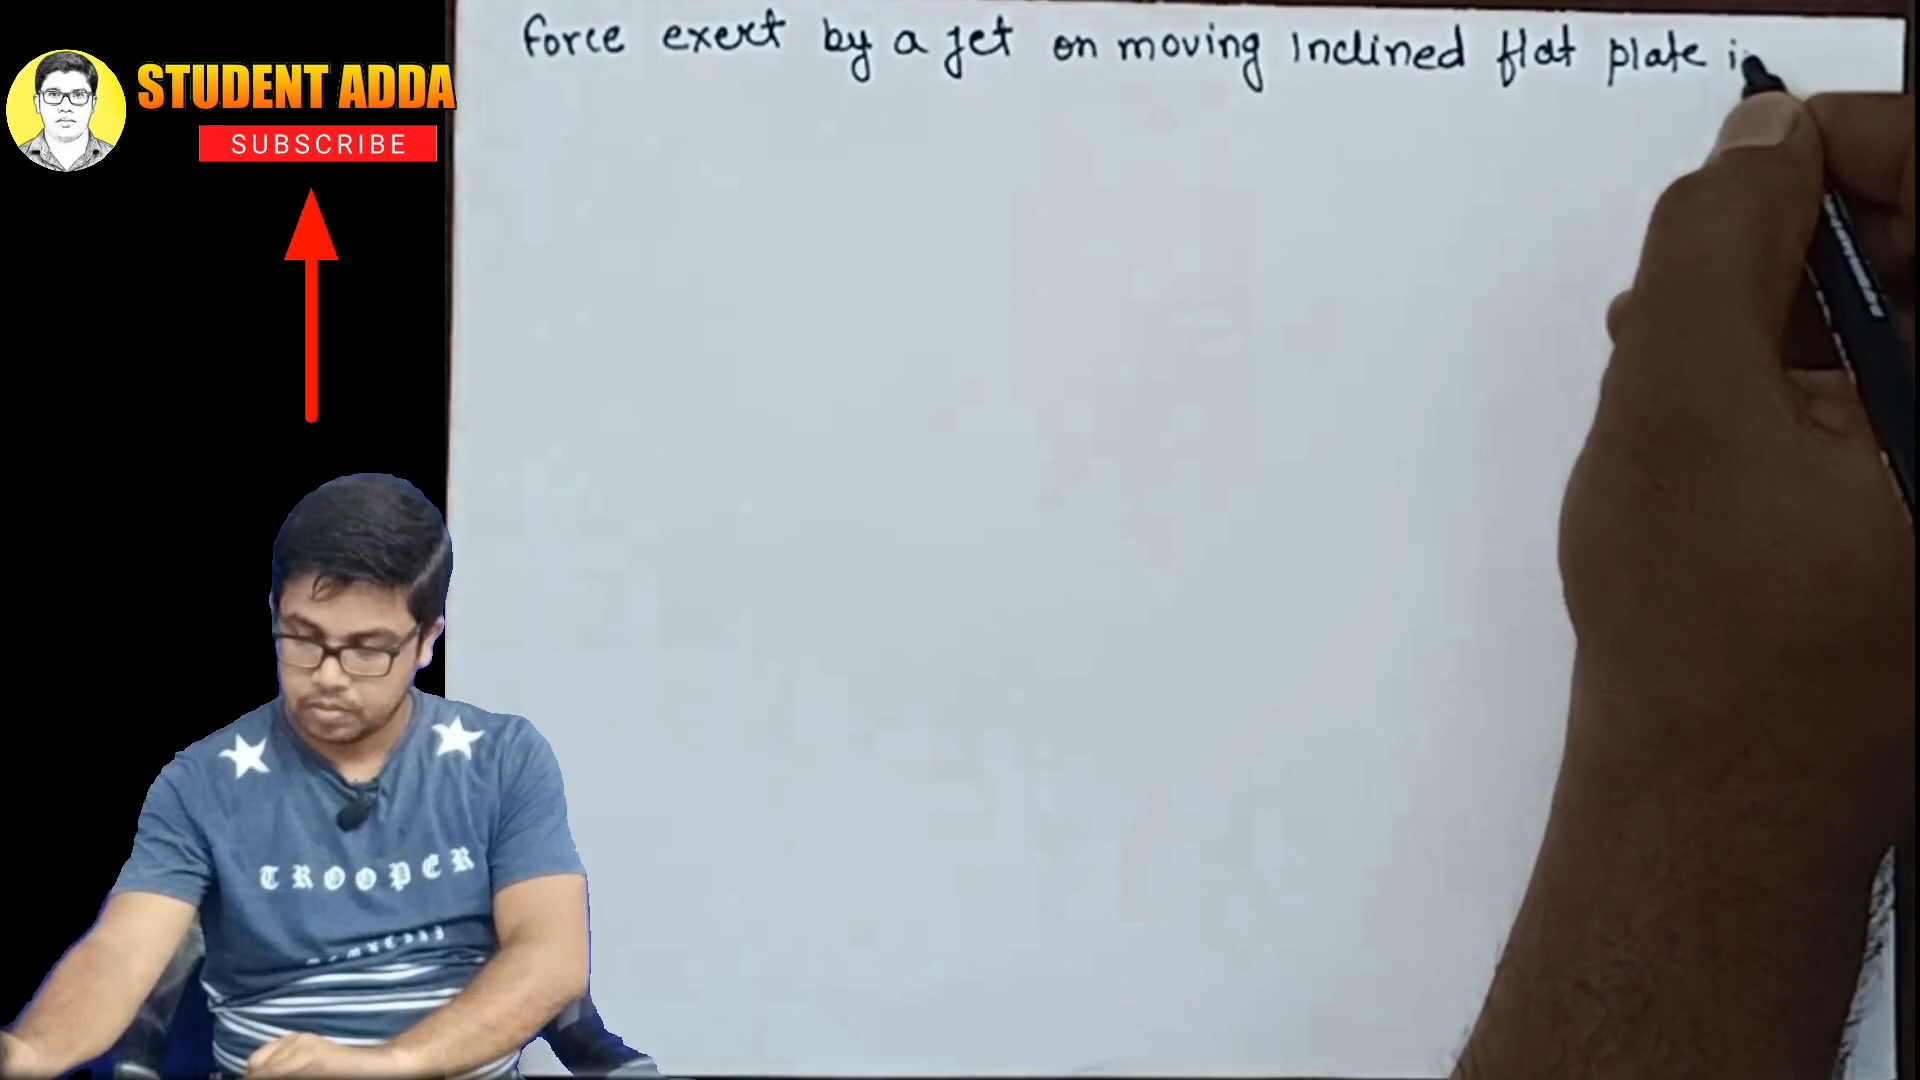 force exert by a jet on moving Inclined flat plate i
STUDENT ADDA
SUBSCRIBE
TROOPER